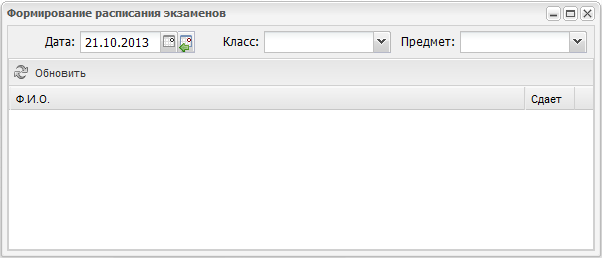 Формирование расписания экзаменов
Дата: 21.10.2013 Класс: Предмет:
Обновить
Ф.И.О. Сдает